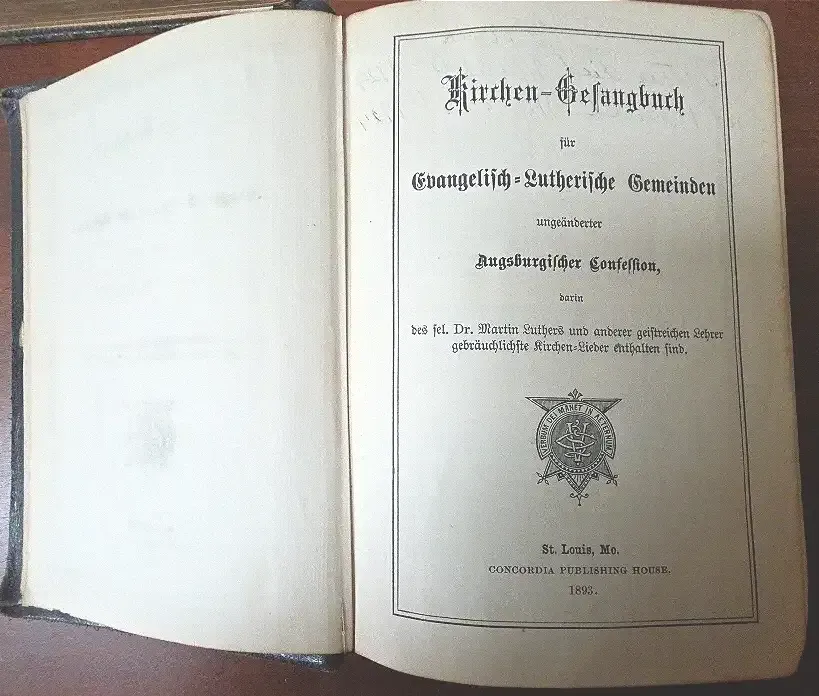 Kirchen-Gesangbuch
für
Evangelisch-Lutherische Gemeinden
ungeänderter
Augsburgischer Confession,
darin
des sel. Dr. Martin Luthers und anderer geistreichen Lehrer
gebräuchlichste Kirchen-Lieder enthalten sind.
VERBUM DEI MANET IN AETERNUM
St. Louis, Mo.
CONCORDIA PUBLISHING HOUSE.
1893.